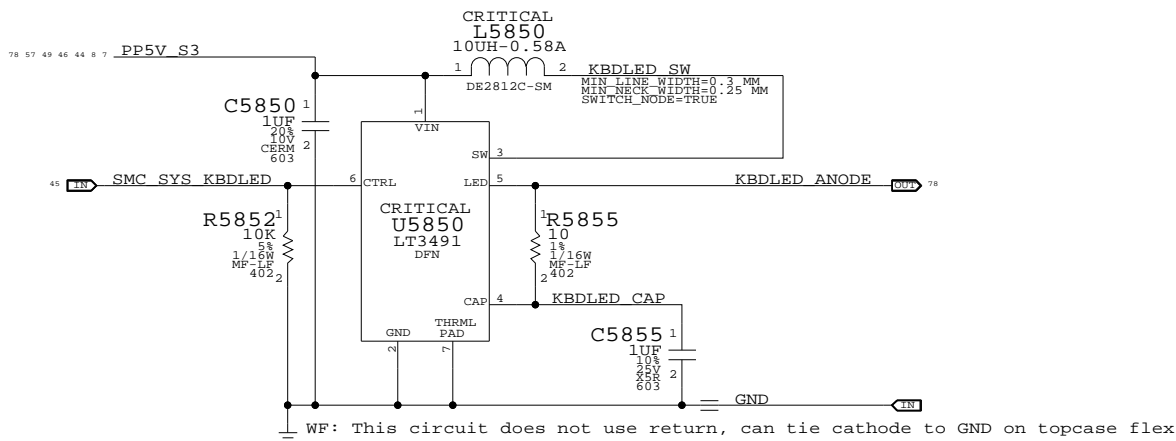 CRITICAL
L5850
10UH-0.58A
78 57 49 46 44 8 7 PP5V_S3
1 2 KBDLED_SW
DE2812C-SM
MIN_LINE_WIDTH=0.3 MM
MIN_NECK_WIDTH=0.25 MM
SWITCH_NODE=TRUE
C5850 1
1UF
20%
10V
CERM 2
603
1
VIN
SW 3
45 IN SMC_SYS_KBDLED 6 CTRL
LED 5 KBDLED_ANODE OUT 78
R5852 1
10K
5%
1/16W
MF-LF
402 2
CRITICAL
U5850
LT3491
DFN
1 R5855
10
1%
1/16W
MF-LF
2 402
CAP 4 KBDLED_CAP
GND
THRML
PAD
2 7
C5855 1
1UF
10%
25V
X5R 2
603
GND IN
WF: This circuit does not use return, can tie cathode to GND on topcase flex